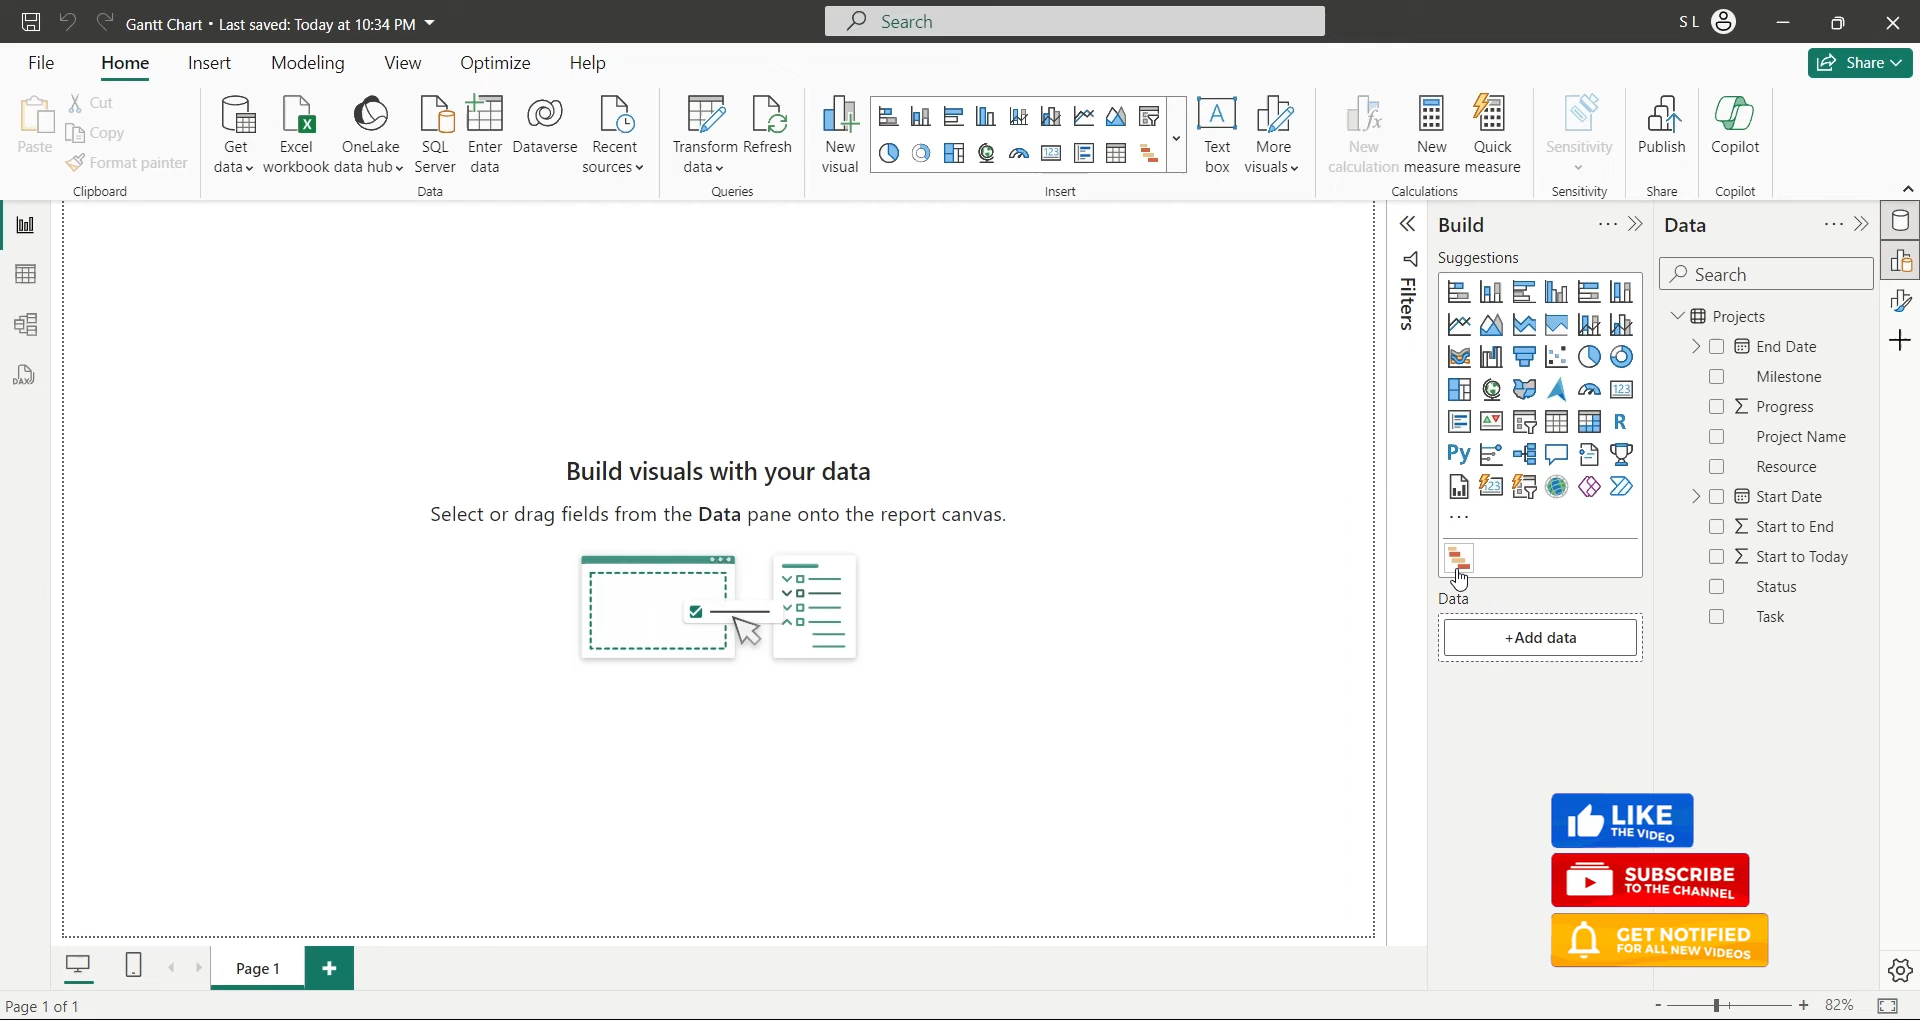 Gantt Chart • Last saved: Today at 10:34 PM
Search
S L
File
Home
Insert
Modeling
View
Optimize
Help
Share
Paste
Cut
Copy
Format painter
Clipboard
Get
data
Excel
workbook
OneLake
data hub
SQL
Server
Enter
data
Dataverse
Recent
sources
Data
Transform
data
Refresh
Queries
New
visual
123
A
Text
box
More
visuals
Insert
New
calculation
New
measure
Quick
measure
Calculations
Sensitivity
Sensitivity
Publish
Share
Copilot
Copilot
DAX
Filters
Build
Suggestions
123
R
Py
123
Data
+Add data
Data
Search
Projects
End Date
Milestone
Σ Progress
Project Name
Resource
Start Date
Σ Start to End
Σ Start to Today
Status
Task
Build visuals with your data
Select or drag fields from the Data pane onto the report canvas.
LIKE
THE VIDEO
SUBSCRIBE
TO THE CHANNEL
GET NOTIFIED
FOR ALL NEW VIDEOS
Page 1
+
Page 1 of 1
- + 82%